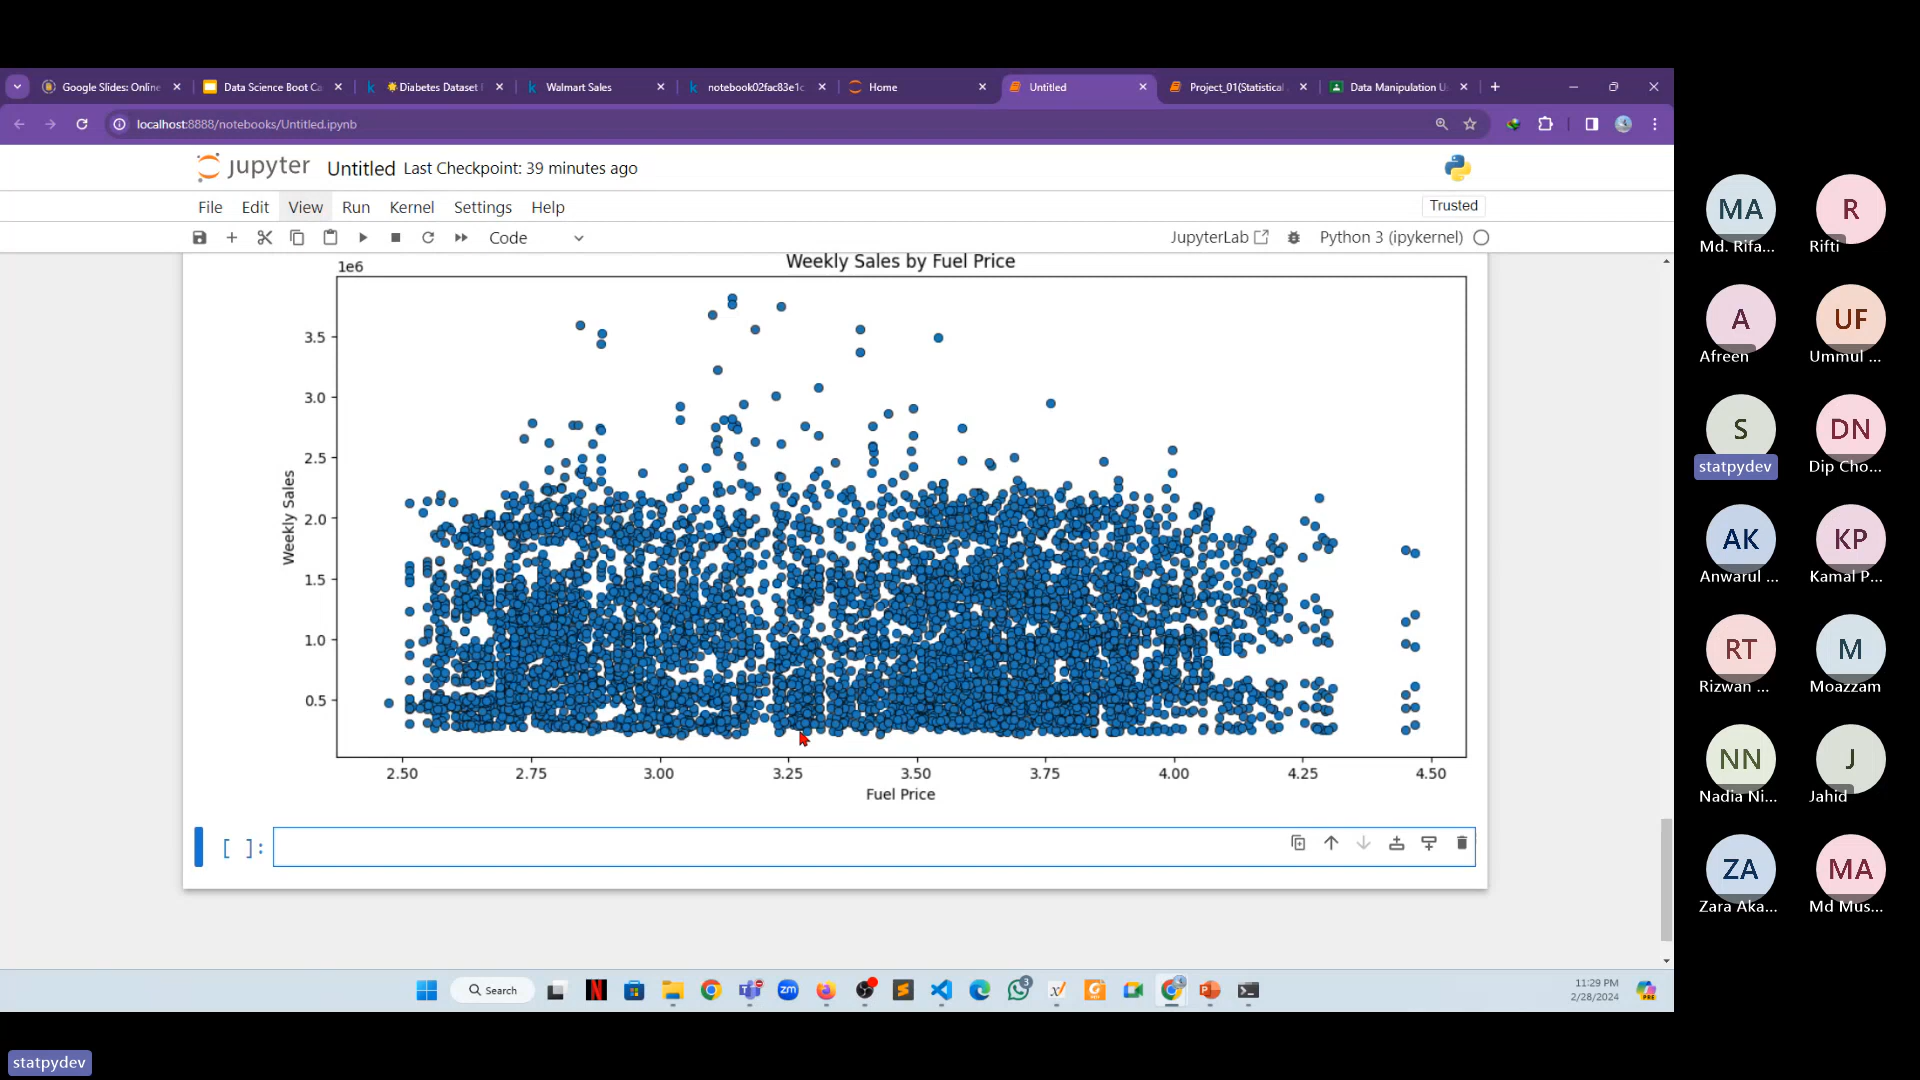 Google Slides: Online
Data Science Boot Ca
Diabetes Dataset
Walmart Sales
notebook02fac83e1c
Home
Untitled
Project_01(Statistical
Data Manipulation U
localhost:8888/notebooks/Untitled.ipynb
jupyter Untitled Last Checkpoint: 39 minutes ago
File Edit View Run Kernel Settings Help
Trusted
Code
JupyterLab
Python 3 (ipykernel)
Weekly Sales by Fuel Price
1e6
3.5
3.0
2.5
2.0
1.5
1.0
0.5
Weekly Sales
2.50 2.75 3.00 3.25 3.50 3.75 4.00 4.25 4.50
Fuel Price
[ ]:
Search
11:29 PM
2/28/2024
MA
Md. Rifa...
R
Rifti
A
Afreen
UF
Ummul ...
S
statpydev
DN
Dip Cho...
AK
Anwarul ...
KP
Kamal P...
RT
Rizwan ...
M
Moazzam
NN
Nadia Ni...
J
Jahid
ZA
Zara Aka...
MA
Md Mus...
statpydev